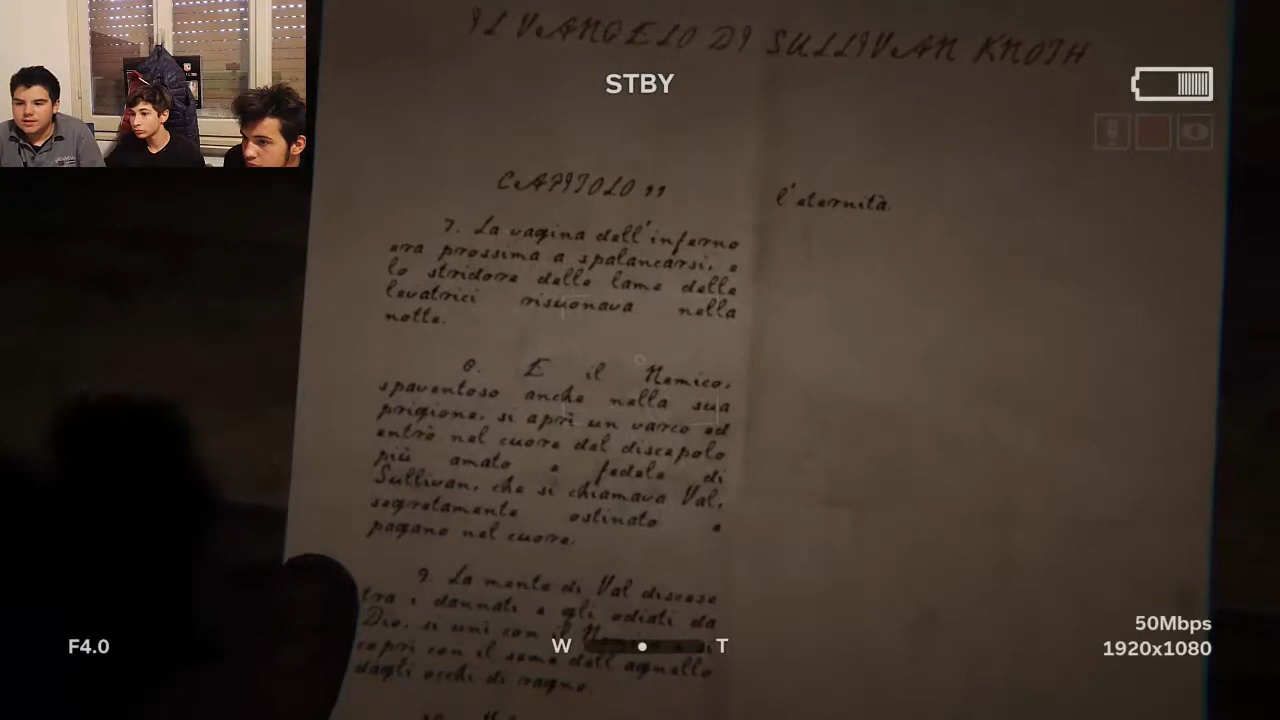 IL VANGELO DI SULLIVAN KNOTH
STBY
CAPITOLO 11
l'eternità.
7. La vagina dell'inferno
era prossima a spalancarsi, e
lo stridore delle lame delle
levatrici risuonava nella
notte.
8. E il Nemico,
spaventoso anche nella sua
prigione, si aprì un varco ed
entrò nel cuore del discepolo
più amato e fedele di
Sullivan, che si chiamava Val,
segretamente ostinato e
pagano nel cuore.
9. La mente di Val discese
tra i dannati e gli odiati da
Dio, si unì con il
coprì con il seme dell'agnello
dagli occhi di ragno.
F4.0
W
T
50Mbps
1920x1080